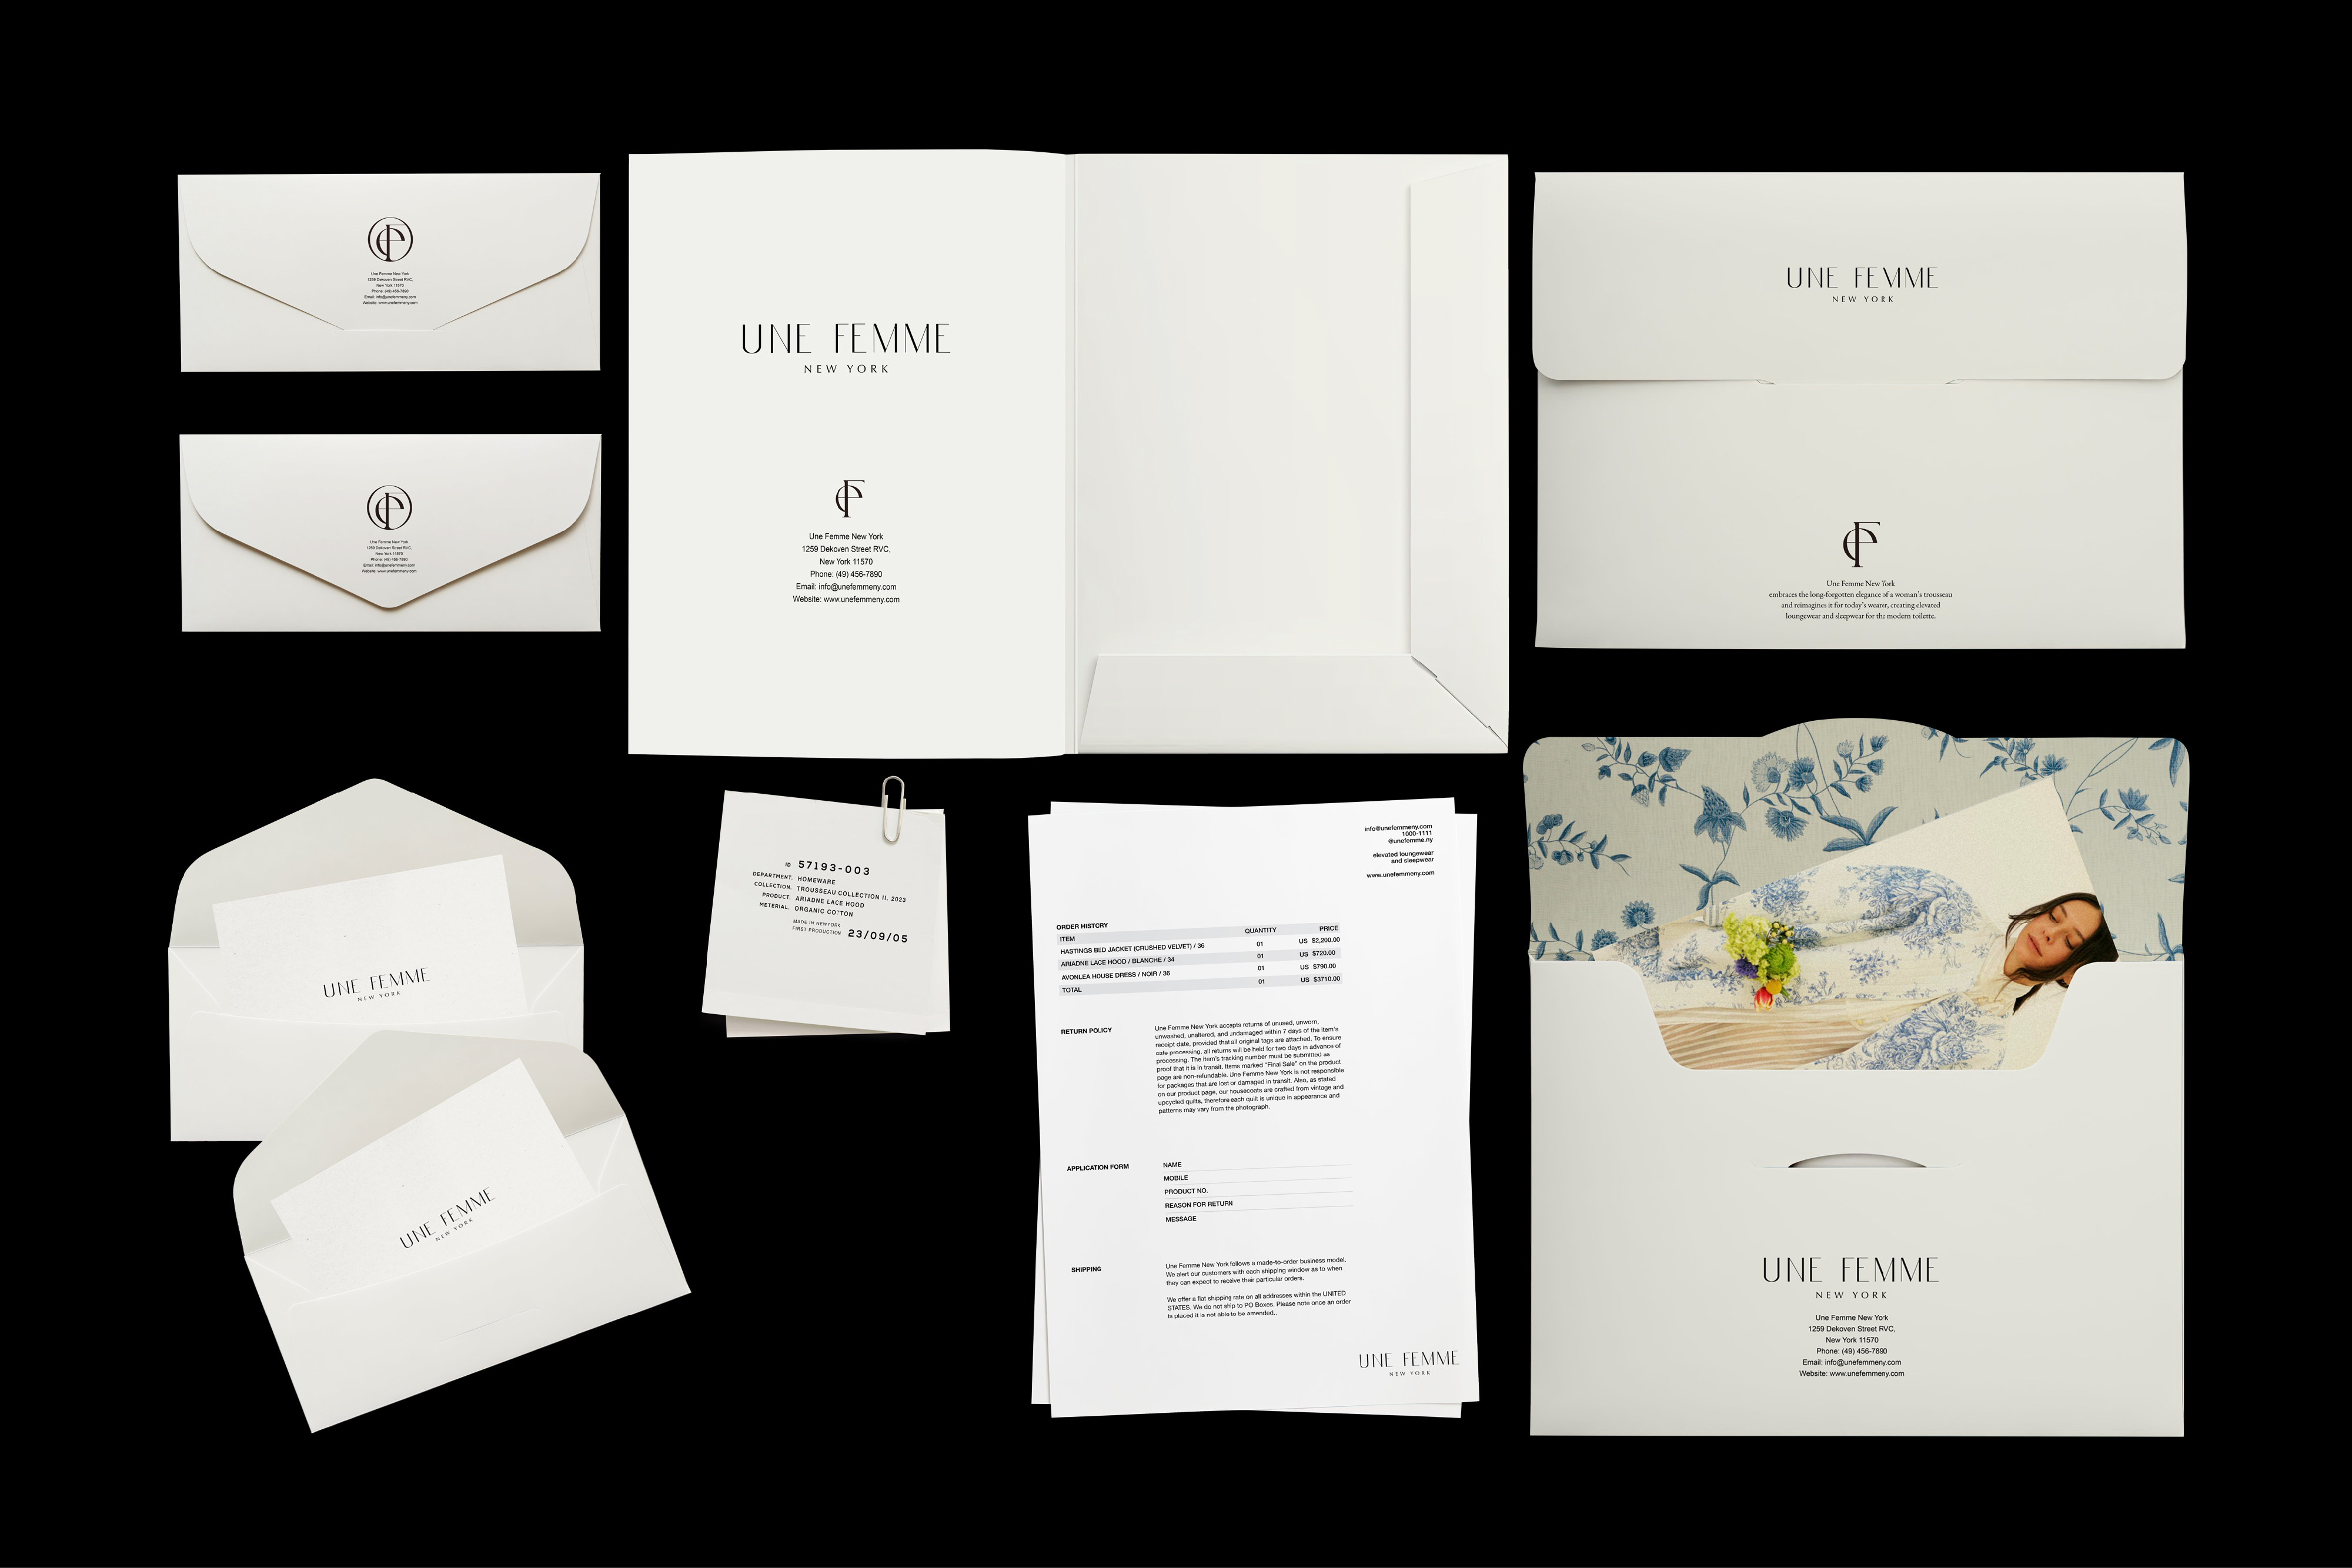 Une Femme New York
1259 Dekoven Street RVC,
New York 11570
Phone: (49) 456-7890
Email: info@unefemmeny.com
Website: www.unefemmeny.com
Une Femme New York
1259 Dekoven Street RVC,
New York 11570
Phone: (49) 456-7890
Email: info@unefemmeny.com
Website: www.unefemmeny.com
UNE FEMME
NEW YORK
Une Femme New York
1259 Dekoven Street RVC,
New York 11570
Phone: (49) 456-7890
Email: info@unefemmeny.com
Website: www.unefemmeny.com
UNE FEMME
NEW YORK
Une Femme New York
embraces the long-forgotten elegance of a woman's trousseau
and reimagines it for today's wearer, creating elevated
loungewear and sleepwear for the modern toilette.
UNE FEMME
NEW YORK
UNE FEMME
NEW YORK
ID 57193-003
DEPARTMENT. HOMEWARE
COLLECTION. TROUSSEAU COLLECTION II. 2023
PRODUCT. ARIADNE LACE HOOD
METERIAL. ORGANIC COTTON
MADE IN NEWYORK
FIRST PRODUCTION 23/09/05
info@unefemmeny.com
1000-1111
@unefemme.ny
elevated loungewear
and sleepwear
www.unefemmeny.com
ORDER HISTORY
ITEM QUANTITY PRICE
HASTINGS BED JACKET (CRUSHED VELVET) / 36 01 US $2,200.00
ARIADNE LACE HOOD / BLANCHE / 34 01 US $720.00
AVONLEA HOUSE DRESS / NOIR / 36 01 US $790.00
TOTAL 01 US $3710.00
RETURN POLICY
Une Femme New York accepts returns of unused, unworn,
unwashed, unaltered, and undamaged within 7 days of the item's
receipt date, provided that all original tags are attached. To ensure
safe processing, all returns will be held for two days in advance of
processing. The item's tracking number must be submitted as
proof that it is in transit. Items marked "Final Sale" on the product
page are non-refundable. Une Femme New York is not responsible
for packages that are lost or damaged in transit. Also, as stated
on our product page, our housecoats are crafted from vintage and
upcycled quilts, therefore each quilt is unique in appearance and
patterns may vary from the photograph.
APPLICATION FORM
NAME
MOBILE
PRODUCT NO.
REASON FOR RETURN
MESSAGE
SHIPPING
Une Femme New York follows a made-to-order business model.
We alert our customers with each shipping window as to when
they can expect to receive their particular orders.
We offer a flat shipping rate on all addresses within the UNITED
STATES. We do not ship to PO Boxes. Please note once an order
is placed it is not able to be amended..
UNE FEMME
NEW YORK
UNE FEMME
NEW YORK
Une Femme New York
1259 Dekoven Street RVC,
New York 11570
Phone: (49) 456-7890
Email: info@unefemmeny.com
Website: www.unefemmeny.com